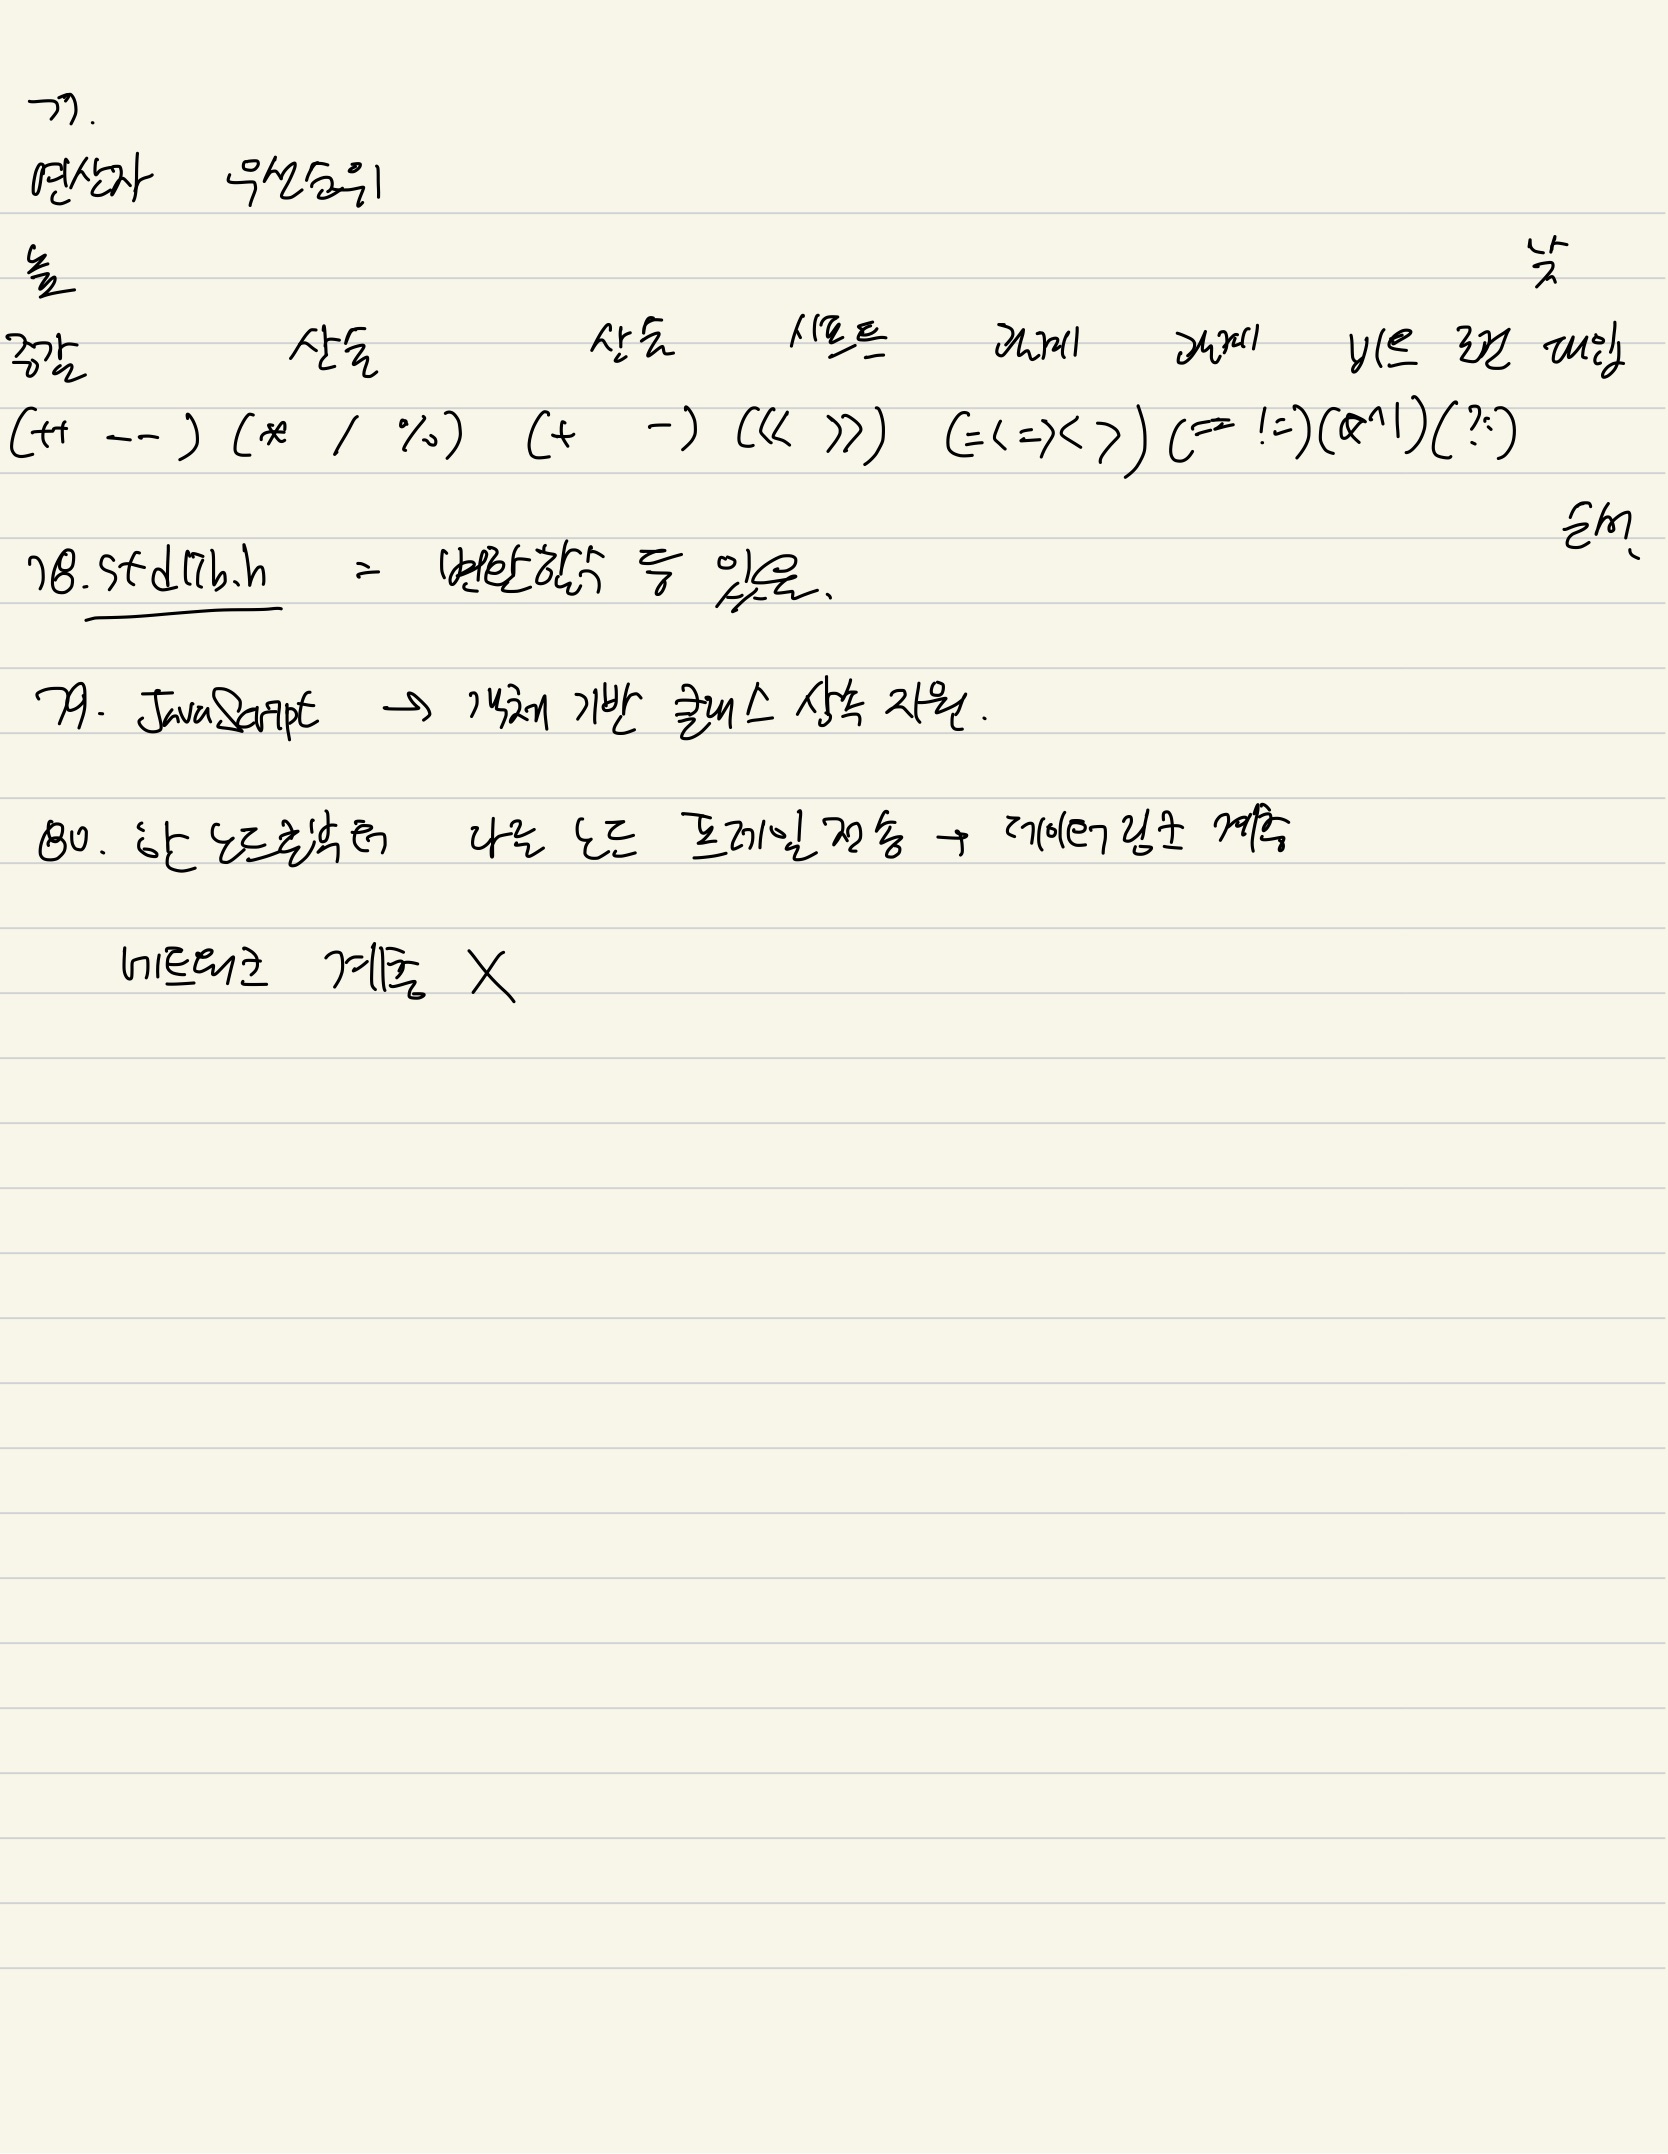 77.
연산자 우선순위
높 낮
증감 산술 산술 시프트 관계 관계 비트 조건 대입
(++ --) (* / %) (+ -) (<< >>) (=< => < >) (== !=) (& ^ |) (?:)
순서.
78. stdlib.h = 변환함수 등 있음.
79. JavaScript → 객체 기반 클래스 상속 지원.
80. 한 노드로부터 다른 노드 프레임 전송 → 데이터 링크 계층
네트워크 계층 X